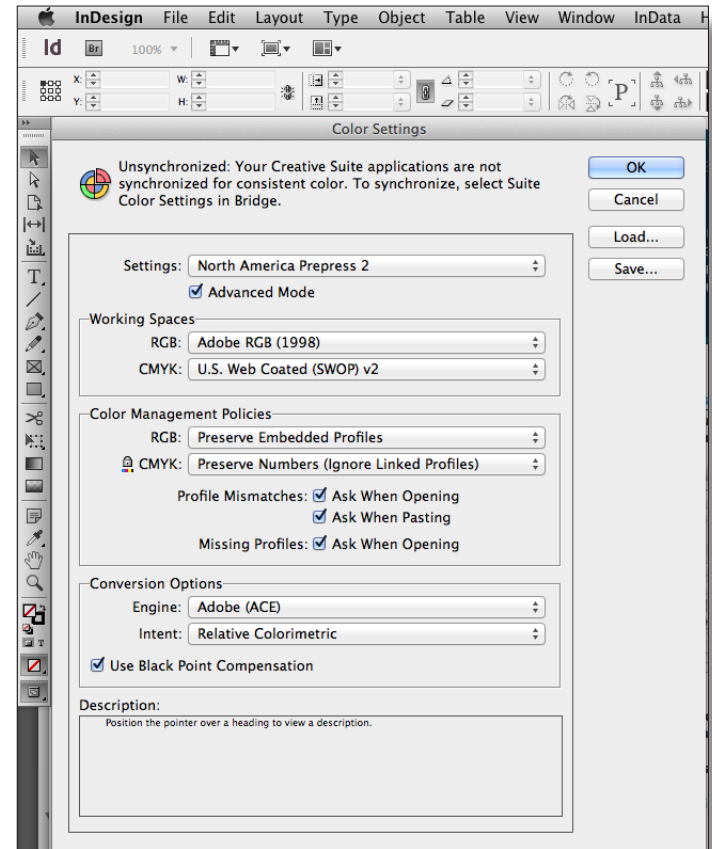 InDesign File Edit Layout Type Object Table View Window InData H
Id Br 100%
X: W:
Y: H:
P
Color Settings
Unsynchronized: Your Creative Suite applications are not
synchronized for consistent color. To synchronize, select Suite
Color Settings in Bridge.
OK
Cancel
Load...
Save...
Settings: North America Prepress 2
Advanced Mode
Working Spaces
RGB: Adobe RGB (1998)
CMYK: U.S. Web Coated (SWOP) v2
Color Management Policies
RGB: Preserve Embedded Profiles
CMYK: Preserve Numbers (Ignore Linked Profiles)
Profile Mismatches: Ask When Opening
Ask When Pasting
Missing Profiles: Ask When Opening
Conversion Options
Engine: Adobe (ACE)
Intent: Relative Colorimetric
Use Black Point Compensation
Description:
Position the pointer over a heading to view a description.
T
T